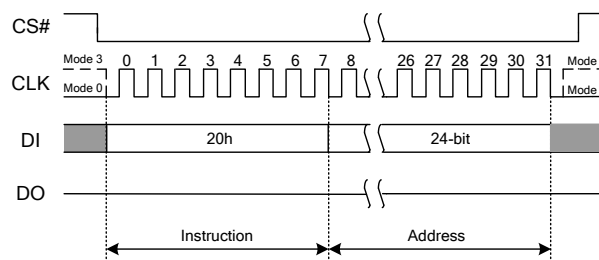 CS#
Mode 3 0 1 2 3 4 5 6 7 8 26 27 28 29 30 31 Mode
CLK
Mode 0 Mode
DI 20h 24-bit
DO
Instruction Address